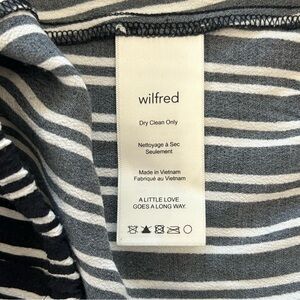 wilfred
Dry Clean Only
Nettoyage à Sec
Seulement
Made in Vietnam
Fabriqué au Vietnam
A LITTLE LOVE
GOES A LONG WAY.